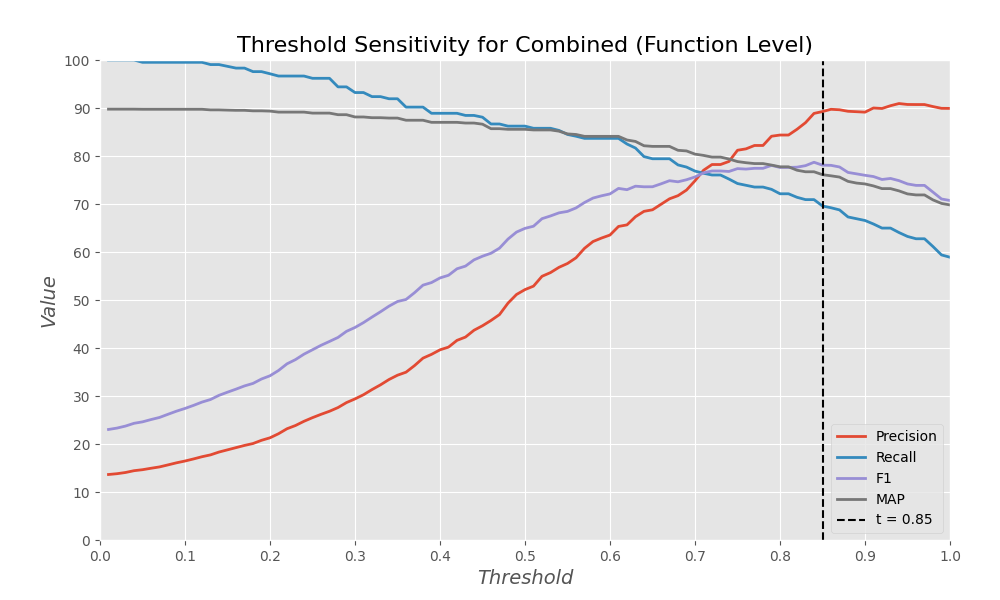 Threshold Sensitivity for Combined (Function Level)
100
90
80
70
60
50
40
30
20
10
0
Value
0.0 0.1 0.2 0.3 0.4 0.5 0.6 0.7 0.8 0.9 1.0
Threshold
Precision
Recall
F1
MAP
t = 0.85